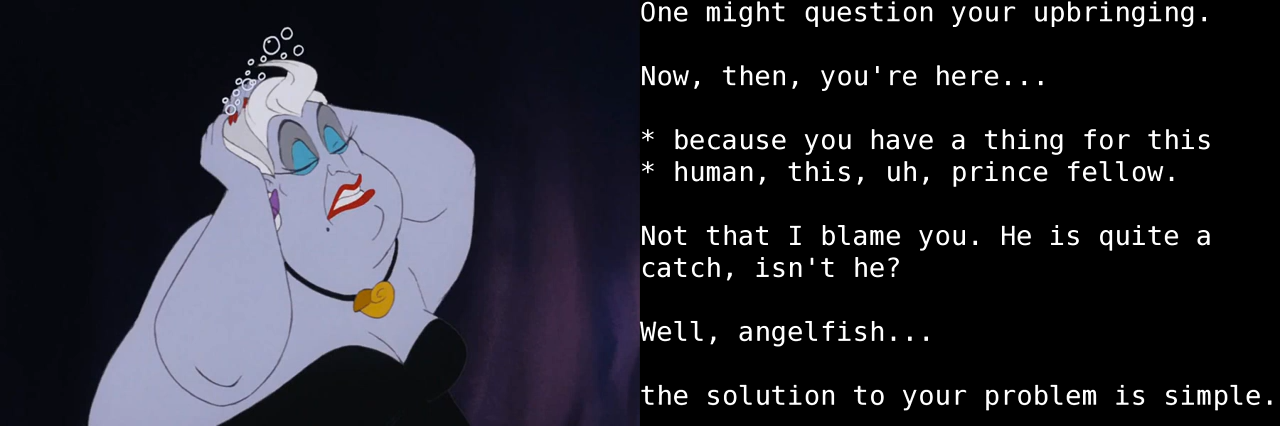 One might question your upbringing.
Now, then, you're here...
* because you have a thing for this
* human, this, uh, prince fellow.
Not that I blame you. He is quite a
catch, isn't he?
Well, angelfish...
the solution to your problem is simple.